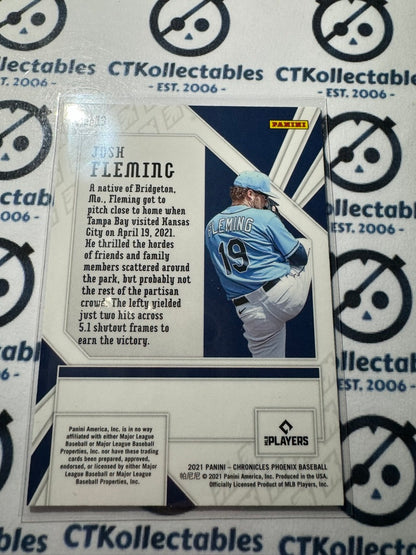 CTKollectables
- EST. 2006 -
PANINI
JOSH
FLEMING
A native of Bridgeton,
Mo., Fleming got to
pitch close to home when
Tampa Bay visited Kansas
City on April 19, 2021.
He thrilled the hordes
of friends and family
members scattered around
the park, but probably
not the rest of the partisan
crowd. The lefty yielded
just two hits across
5.1 shutout frames to
earn the victory.
FLEMING
19
Panini America, Inc. is in no way
affiliated with either Major League
Baseball or Major League Baseball
Properties, Inc. nor have these trading
cards been prepared, approved,
endorsed, or licensed by either Major
League Baseball or Major League
Baseball Properties, Inc.
PLAYERS
2021 PANINI - CHRONICLES PHOENIX BASEBALL
帕尼尼 © 2021 Panini America, Inc. Produced in the USA.
Officially Licensed Product of MLB Players, Inc.